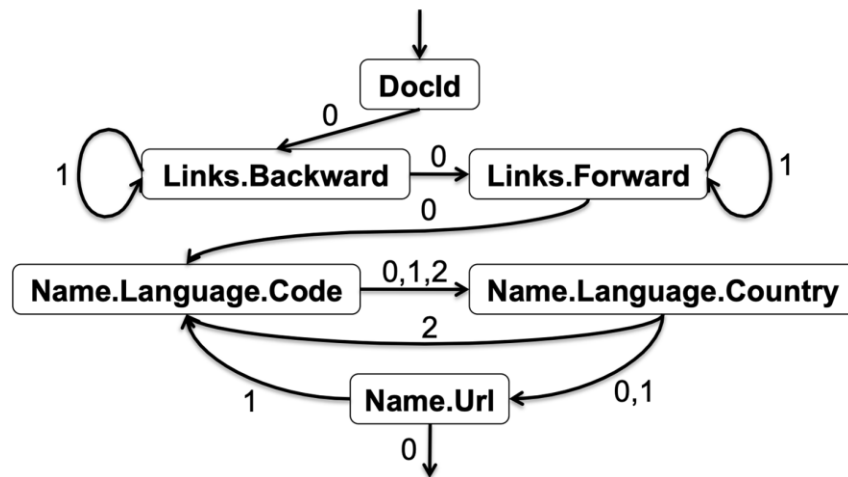 DocId
0
1 Links.Backward 0 Links.Forward 1
0
Name.Language.Code 0,1,2 Name.Language.Country
2
1 Name.Url 0,1
0